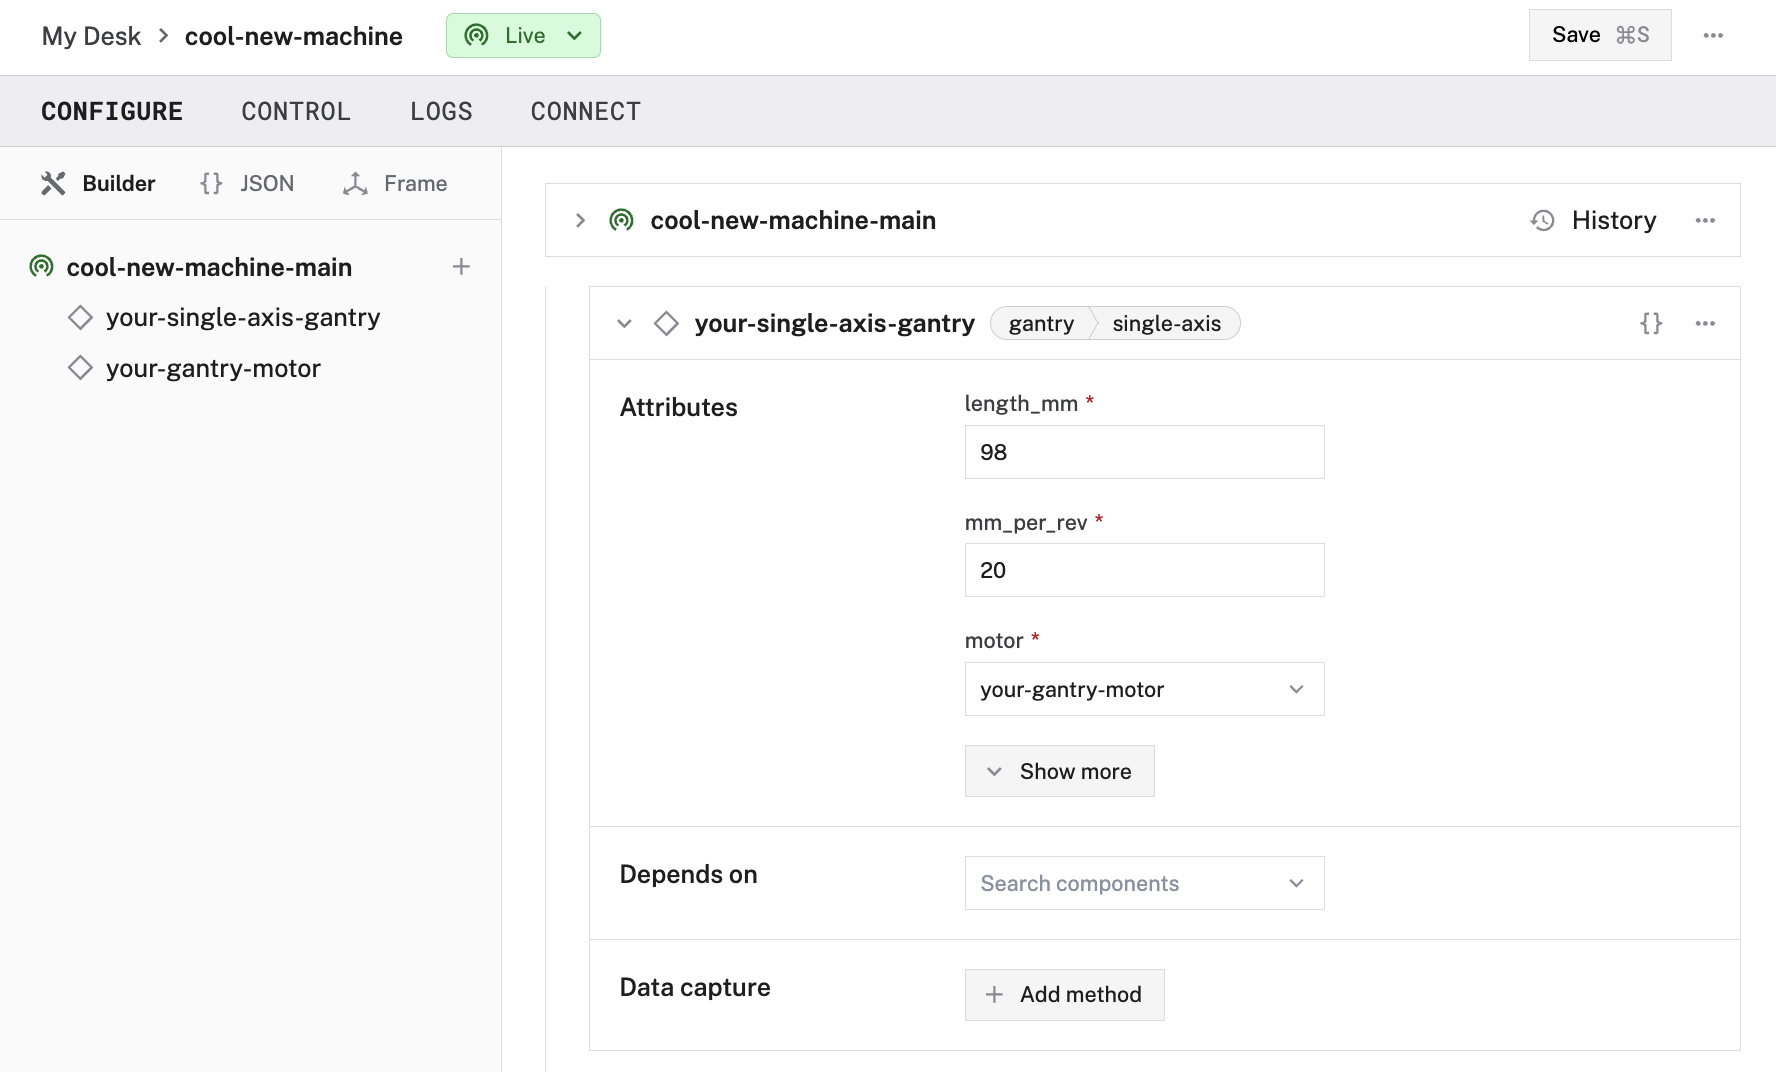 My Desk > cool-new-machine Live Save ⌘S ···
CONFIGURE CONTROL LOGS CONNECT
Builder {} JSON Frame
cool-new-machine-main +
your-single-axis-gantry
your-gantry-motor
cool-new-machine-main History ···
your-single-axis-gantry gantry single-axis {} ···
Attributes
length_mm *
98
mm_per_rev *
20
motor *
your-gantry-motor
Show more
Depends on
Search components
Data capture
+ Add method